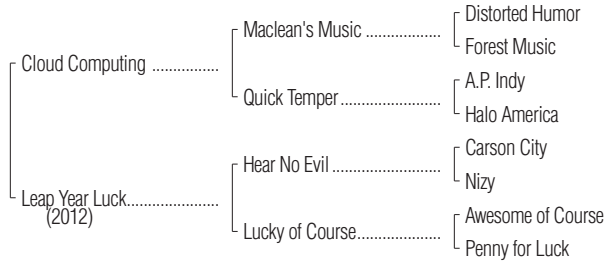 Distorted Humor
Maclean's Music ..................
Forest Music
Cloud Computing ................
A.P. Indy
Quick Temper.......................
Halo America
Carson City
Hear No Evil .........................
Nizy
Leap Year Luck......................
(2012)
Awesome of Course
Lucky of Course...................
Penny for Luck